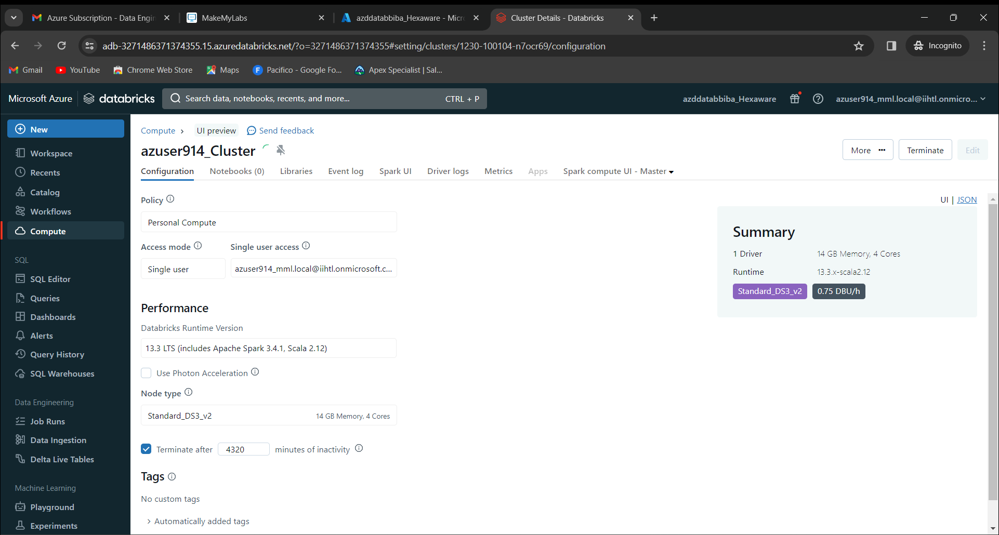 Azure Subscription - Data Engin
MakeMyLabs
azddatabbiba_Hexaware - Micro
Cluster Details - Databricks
adb-3271486371374355.15.azuredatabricks.net/?o=3271486371374355#setting/clusters/1230-100104-n7ocr69/configuration
Incognito
Gmail
YouTube
Chrome Web Store
Maps
F
Pacifico - Google Fo...
Apex Specialist | Sal...
Microsoft Azure
databricks
Search data, notebooks, recents, and more...
CTRL + P
azddatabbiba_Hexaware
azuser914_mml.local@iihtl.onmicro...
New
Workspace
Recents
Catalog
Workflows
Compute
SQL
SQL Editor
Queries
Dashboards
Alerts
Query History
SQL Warehouses
Data Engineering
Job Runs
Data Ingestion
Delta Live Tables
Machine Learning
Playground
Experiments
Compute
UI preview
Send feedback
azuser914_Cluster
More
Terminate
Edit
Configuration
Notebooks (0)
Libraries
Event log
Spark UI
Driver logs
Metrics
Apps
Spark compute UI - Master
Policy
Personal Compute
Access mode
Single user access
Single user
azuser914_mml.local@iihtl.onmicrosoft.c...
Performance
Databricks Runtime Version
13.3 LTS (includes Apache Spark 3.4.1, Scala 2.12)
Use Photon Acceleration
Node type
Standard_DS3_v2
14 GB Memory, 4 Cores
Terminate after 4320 minutes of inactivity
Tags
No custom tags
Automatically added tags
UI | JSON
Summary
1 Driver
14 GB Memory, 4 Cores
Runtime
13.3.x-scala2.12
Standard_DS3_v2
0.75 DBU/h